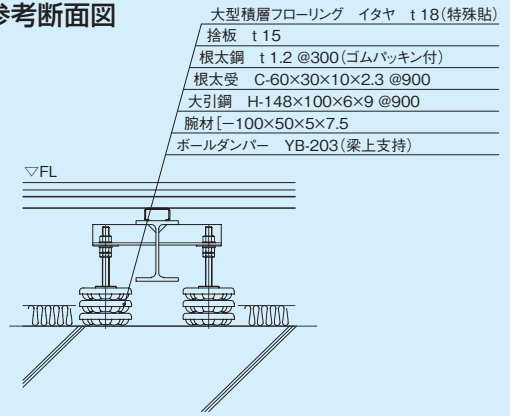 参考断面図
大型積層フローリング イタヤ t 18(特殊貼)
捨板 t 15
根太鋼 t 1.2 @300(ゴムパッキン付)
根太受 C-60×30×10×2.3 @900
大引鋼 H-148×100×6×9 @900
腕材[−100×50×5×7.5
ボールダンパー YB-203(梁上支持)
▽FL